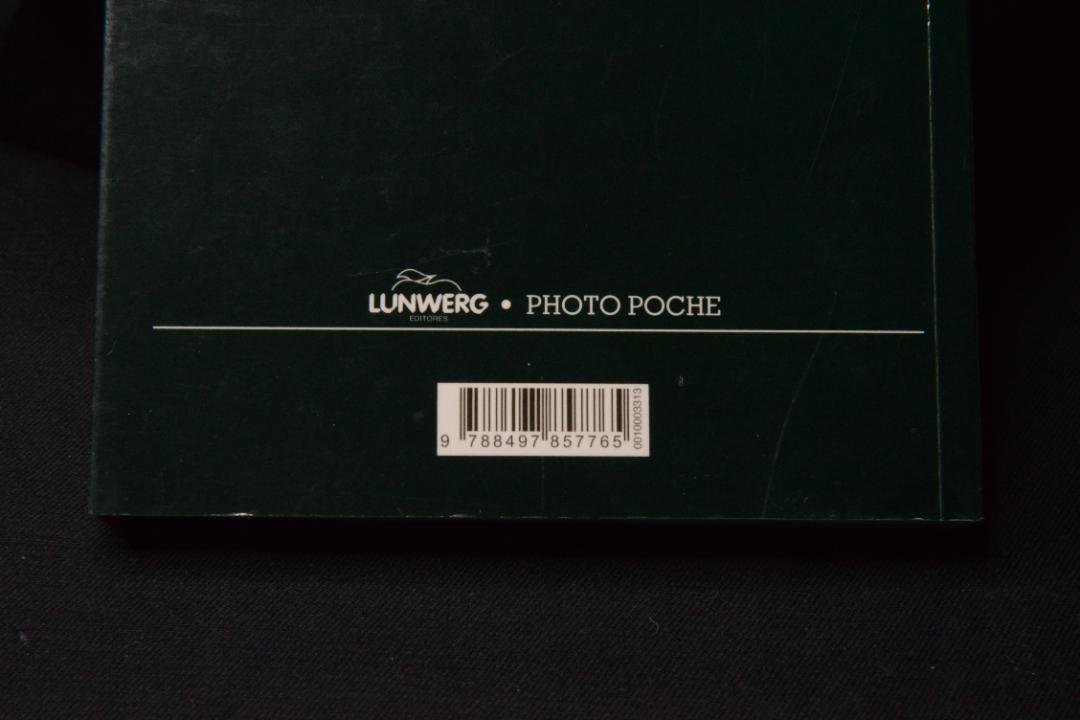 LUNWERG • PHOTO POCHE
EDITORES
9 788497 857765
0010003313